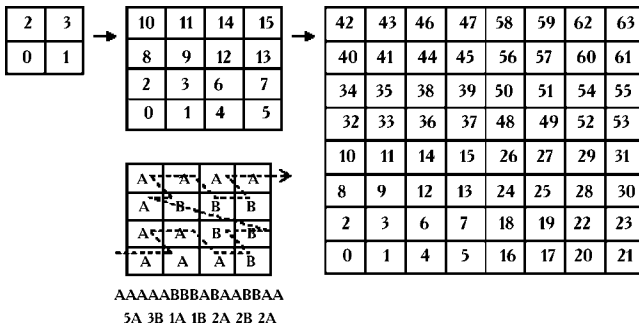 2 3
0 1
10 11 14 15
8 9 12 13
2 3 6 7
0 1 4 5
42 43 46 47 58 59 62 63
40 41 44 45 56 57 60 61
34 35 38 39 50 51 54 55
32 33 36 37 48 49 52 53
10 11 14 15 26 27 29 31
8 9 12 13 24 25 28 30
2 3 6 7 18 19 22 23
0 1 4 5 16 17 20 21
A A A A
A B B B
A A B B
A A A B
AAAAABBBABAABBAA
5A 3B 1A 1B 2A 2B 2A